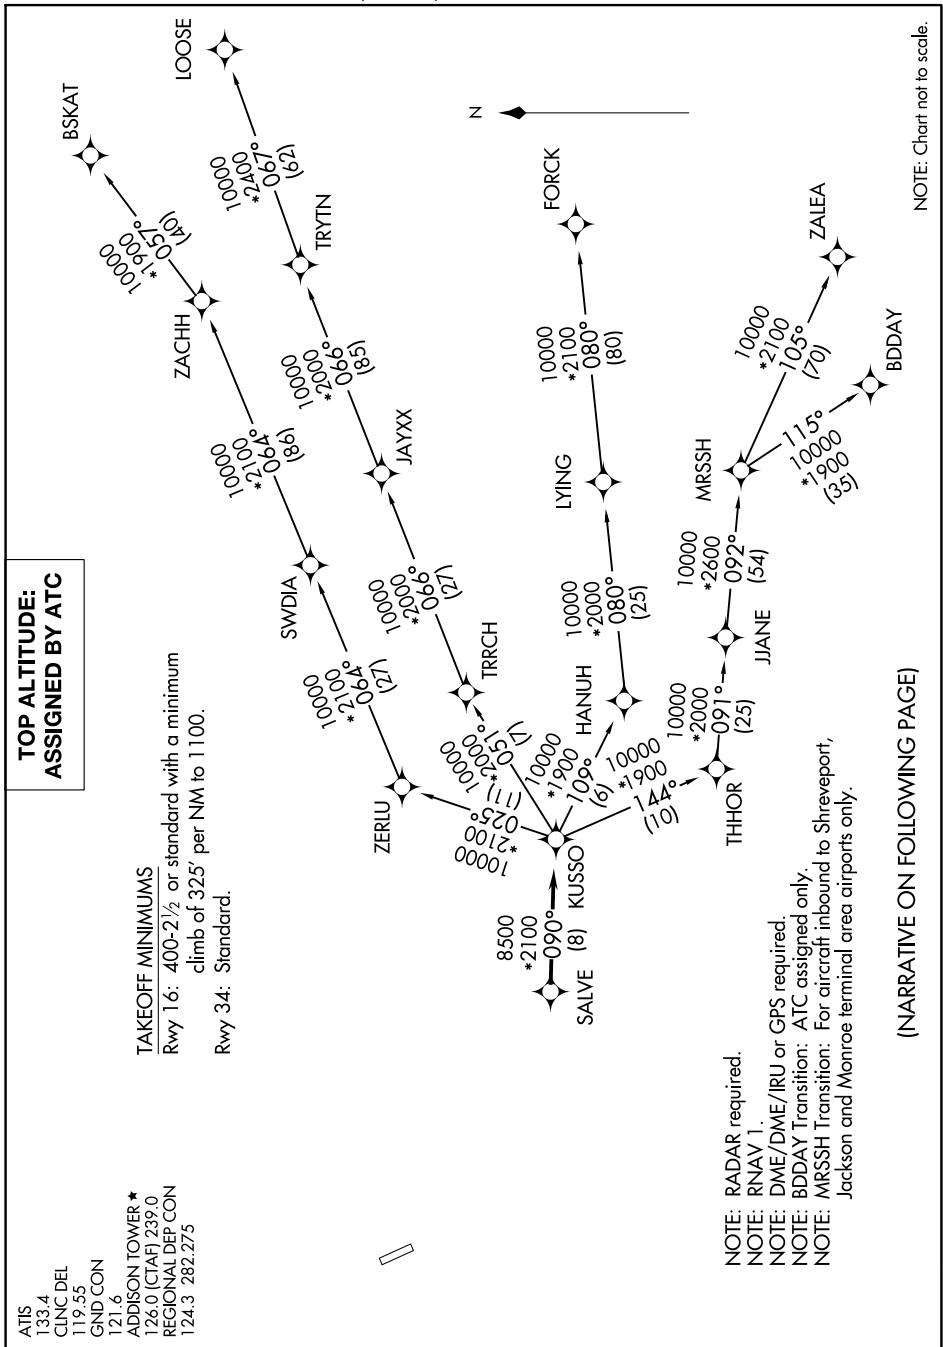 TOP ALTITUDE:
ASSIGNED BY ATC
ATIS
133.4
CLNC DEL
119.55
GND CON
121.6
ADDISON TOWER ★
126.0 (CTAF) 239.0
REGIONAL DEP CON
124.3 282.275
TAKEOFF MINIMUMS
Rwy 16: 400-2½ or standard with a minimum
climb of 325' per NM to 1100.
Rwy 34: Standard.
BSKAT
LOOSE
10000
*1900
057°
(40)
ZACHH
10000
*2400
067°
(62)
TRYTN
10000
*2100
064°
(86)
10000
*2000
066°
(85)
SWDIA
JAYXX
10000
*2100
064°
(27)
10000
*2000
066°
(27)
ZERLU
TRRCH
10000
*2100
025°
(11)
10000
*2000
051°
(7)
N
FORCK
10000
*2100
080°
(80)
LYING
10000
*2000
080°
(25)
HANUH
10000
*1900
109°
(6)
8500
*2100
090°
(8)
SALVE
KUSSO
10000
*1900
144°
(10)
THHOR
10000
*2000
091°
(25)
JJANE
10000
*2600
092°
(54)
MRSSH
10000
*2100
105°
(70)
ZALEA
115°
10000
*1900
(35)
BDDAY
NOTE: RADAR required.
NOTE: RNAV 1.
NOTE: DME/DME/IRU or GPS required.
NOTE: BDDAY Transition: ATC assigned only.
NOTE: MRSSH Transition: For aircraft inbound to Shreveport,
Jackson and Monroe terminal area airports only.
(NARRATIVE ON FOLLOWING PAGE)
NOTE: Chart not to scale.